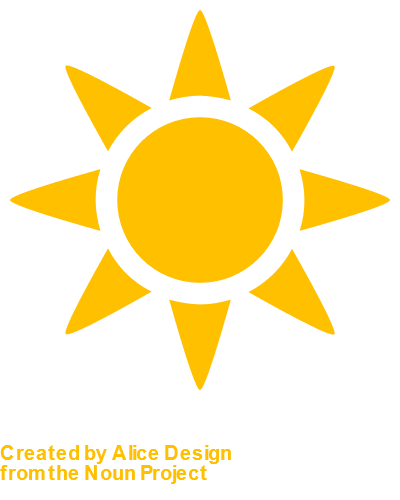 Created by Alice Design
from the Noun Project